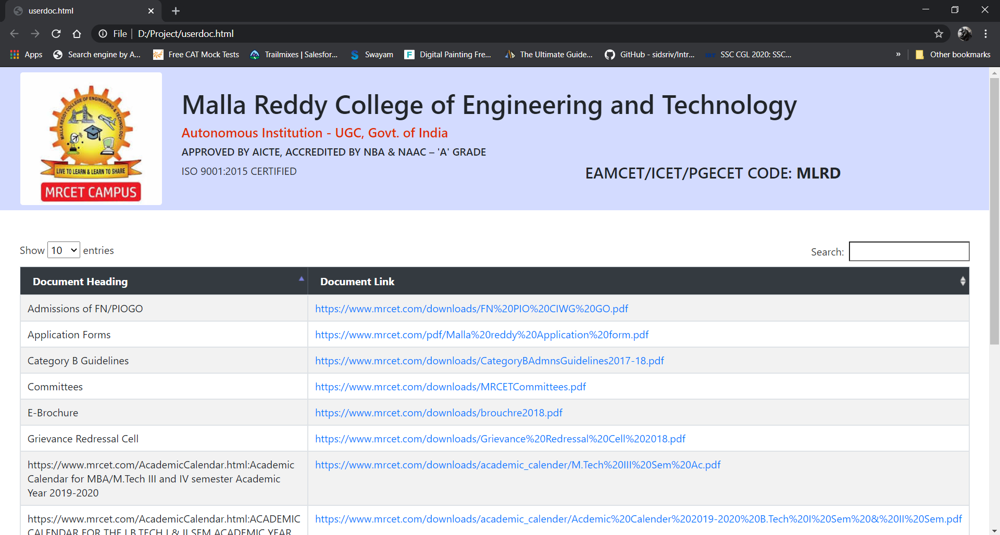 userdoc.html
File
D:/Project/userdoc.html
Apps
Search engine by A...
Free CAT Mock Tests
Trailmixes | Salesfor...
Swayam
Digital Painting Fre...
The Ultimate Guide...
GitHub - sidsriv/Intr...
SSC CGL 2020: SSC...
»
Other bookmarks
MALLA REDDY COLLEGE OF ENGINEERING & TECHNOLOGY
LIVE TO LEARN & LEARN TO SHARE
MRCET CAMPUS
Malla Reddy College of Engineering and Technology
Autonomous Institution - UGC, Govt. of India
APPROVED BY AICTE, ACCREDITED BY NBA & NAAC – 'A' GRADE
ISO 9001:2015 CERTIFIED
EAMCET/ICET/PGECET CODE: MLRD
Show 10 entries
Search:
Document Heading
Document Link
Admissions of FN/PIOGO
https://www.mrcet.com/downloads/FN%20PIO%20CIWG%20GO.pdf
Application Forms
https://www.mrcet.com/pdf/Malla%20reddy%20Application%20form.pdf
Category B Guidelines
https://www.mrcet.com/downloads/CategoryBAdmnsGuidelines2017-18.pdf
Committees
https://www.mrcet.com/downloads/MRCETCommittees.pdf
E-Brochure
https://www.mrcet.com/downloads/brouchre2018.pdf
Grievance Redressal Cell
https://www.mrcet.com/downloads/Grievance%20Redressal%20Cell%202018.pdf
https://www.mrcet.com/AcademicCalendar.html:Academic
Calendar for MBA/M.Tech III and IV semester Academic
Year 2019-2020
https://www.mrcet.com/downloads/academic_calender/M.Tech%20III%20Sem%20Ac.pdf
https://www.mrcet.com/AcademicCalendar.html:ACADEMIC
CALENDAR FOR THE I B.TECH I & II SEM ACADEMIC YEAR
https://www.mrcet.com/downloads/academic_calender/Acdemic%20Calender%202019-2020%20B.Tech%20I%20Sem%20&%20II%20Sem.pdf